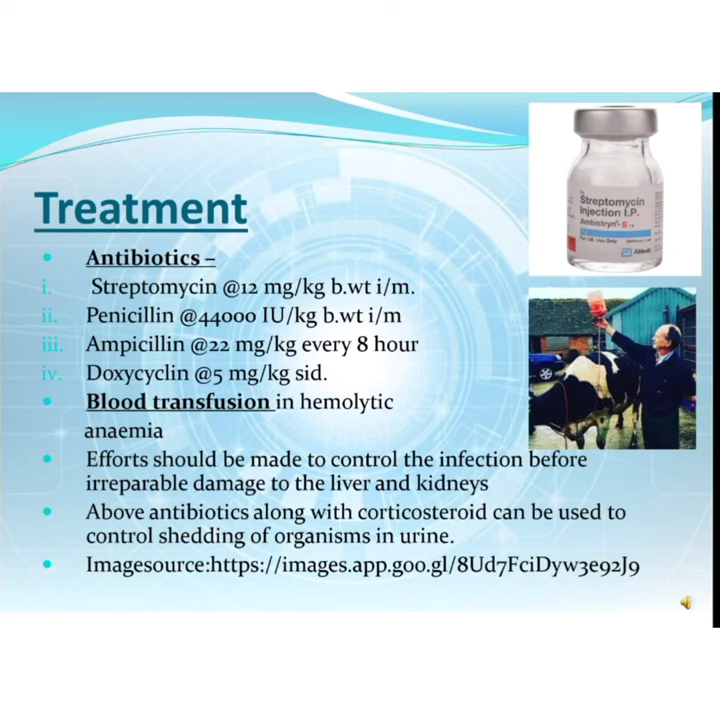 Treatment
• Antibiotics –
i. Streptomycin @12 mg/kg b.wt i/m.
ii. Penicillin @44000 IU/kg b.wt i/m
iii. Ampicillin @22 mg/kg every 8 hour
iv. Doxycyclin @5 mg/kg sid.
• Blood transfusion in hemolytic
anaemia
• Efforts should be made to control the infection before
irreparable damage to the liver and kidneys
• Above antibiotics along with corticosteroid can be used to
control shedding of organisms in urine.
• Imagesource:https://images.app.goo.gl/8Ud7FciDyw3e92J9
Streptomycin
Injection I.P.
Ambistryn-S
Use Only
Abbott